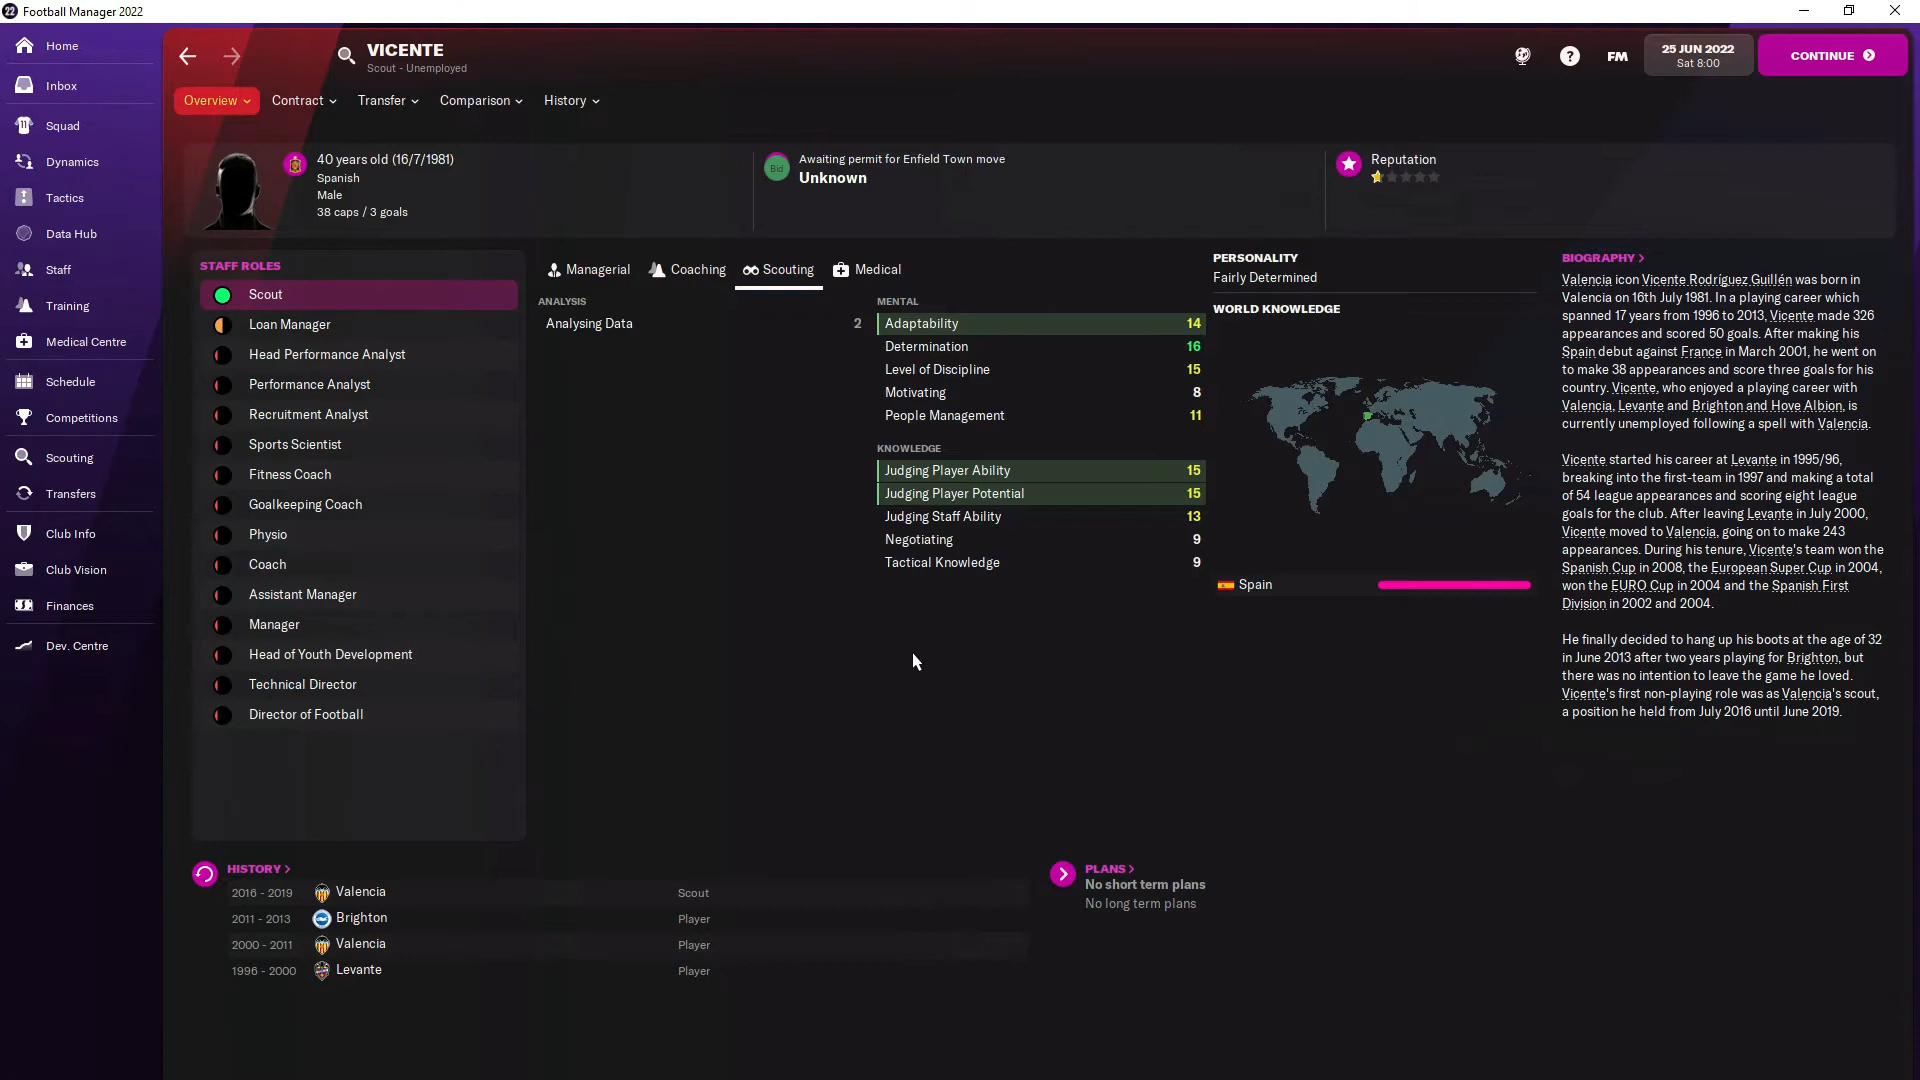 22 Football Manager 2022
Home
Inbox
Squad
Dynamics
Tactics
Data Hub
Staff
Training
Medical Centre
Schedule
Competitions
Scouting
Transfers
Club Info
Club Vision
Finances
Dev. Centre
VICENTE
Scout - Unemployed
FM
25 JUN 2022
Sat 8:00
CONTINUE
Overview
Contract
Transfer
Comparison
History
40 years old (16/7/1981)
Spanish
Male
38 caps / 3 goals
Bid
Awaiting permit for Enfield Town move
Unknown
Reputation
STAFF ROLES
Scout
Loan Manager
Head Performance Analyst
Performance Analyst
Recruitment Analyst
Sports Scientist
Fitness Coach
Goalkeeping Coach
Physio
Coach
Assistant Manager
Manager
Head of Youth Development
Technical Director
Director of Football
Managerial
Coaching
Scouting
Medical
ANALYSIS
Analysing Data 2
MENTAL
Adaptability 14
Determination 16
Level of Discipline 15
Motivating 8
People Management 11
KNOWLEDGE
Judging Player Ability 15
Judging Player Potential 15
Judging Staff Ability 13
Negotiating 9
Tactical Knowledge 9
PERSONALITY
Fairly Determined
WORLD KNOWLEDGE
Spain
BIOGRAPHY >
Valencia icon Vicente Rodríguez Guillén was born in
Valencia on 16th July 1981. In a playing career which
spanned 17 years from 1996 to 2013, Vicente made 326
appearances and scored 50 goals. After making his
Spain debut against France in March 2001, he went on
to make 38 appearances and score three goals for his
country. Vicente, who enjoyed a playing career with
Valencia, Levante and Brighton and Hove Albion, is
currently unemployed following a spell with Valencia.
Vicente started his career at Levante in 1995/96,
breaking into the first-team in 1997 and making a total
of 54 league appearances and scoring eight league
goals for the club. After leaving Levante in July 2000,
Vicente moved to Valencia, going on to make 243
appearances. During his tenure, Vicente's team won the
Spanish Cup in 2008, the European Super Cup in 2004,
won the EURO Cup in 2004 and the Spanish First
Division in 2002 and 2004.
He finally decided to hang up his boots at the age of 32
in June 2013 after two years playing for Brighton, but
there was no intention to leave the game he loved.
Vicente's first non-playing role was as Valencia's scout,
a position he held from July 2016 until June 2019.
HISTORY >
2016 - 2019 Valencia Scout
2011 - 2013 Brighton Player
2000 - 2011 Valencia Player
1996 - 2000 Levante Player
PLANS >
No short term plans
No long term plans